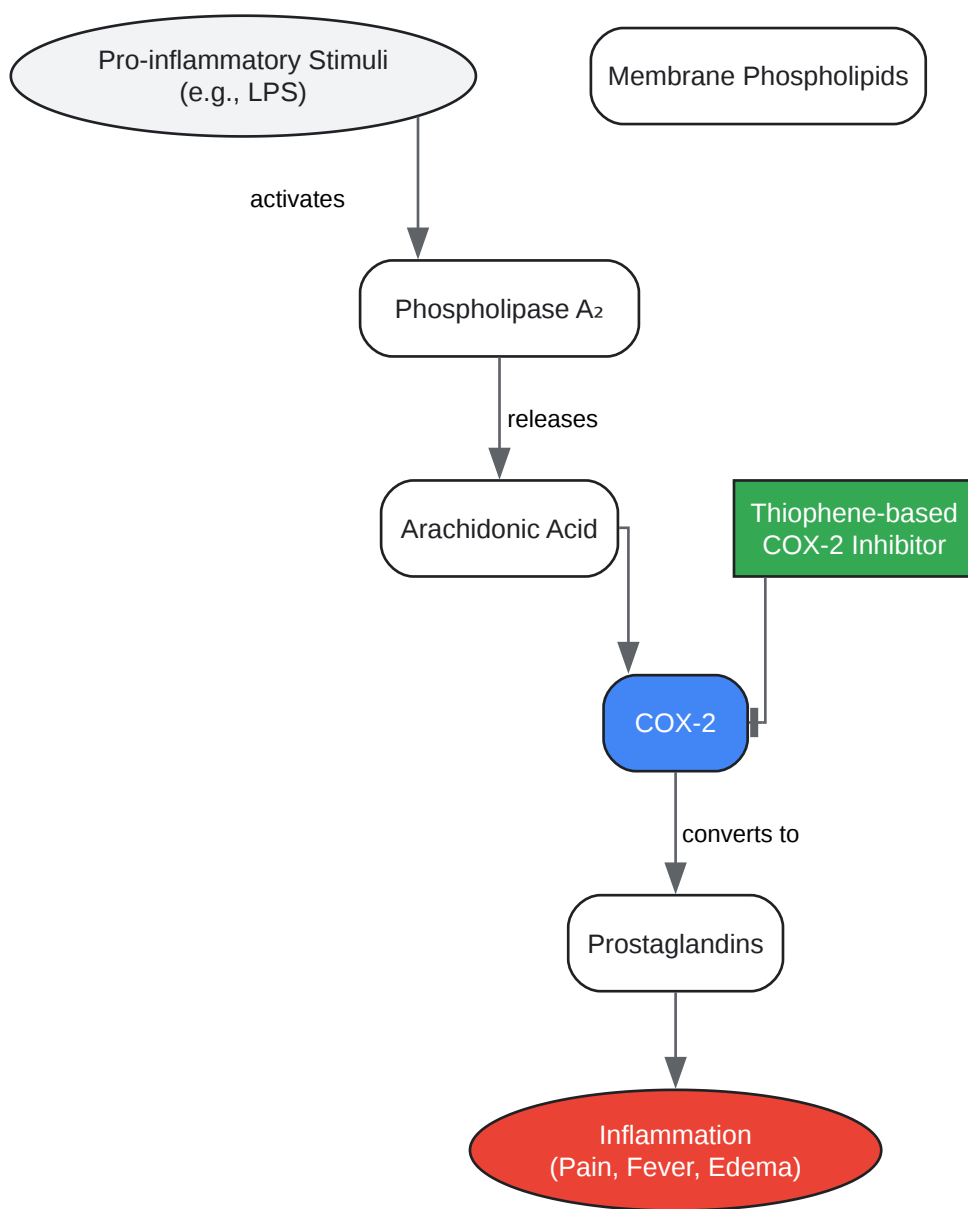 Pro-inflammatory Stimuli
(e.g., LPS)
Membrane Phospholipids
activates
Phospholipase A₂
releases
Arachidonic Acid
Thiophene-based
COX-2 Inhibitor
COX-2
converts to
Prostaglandins
Inflammation
(Pain, Fever, Edema)